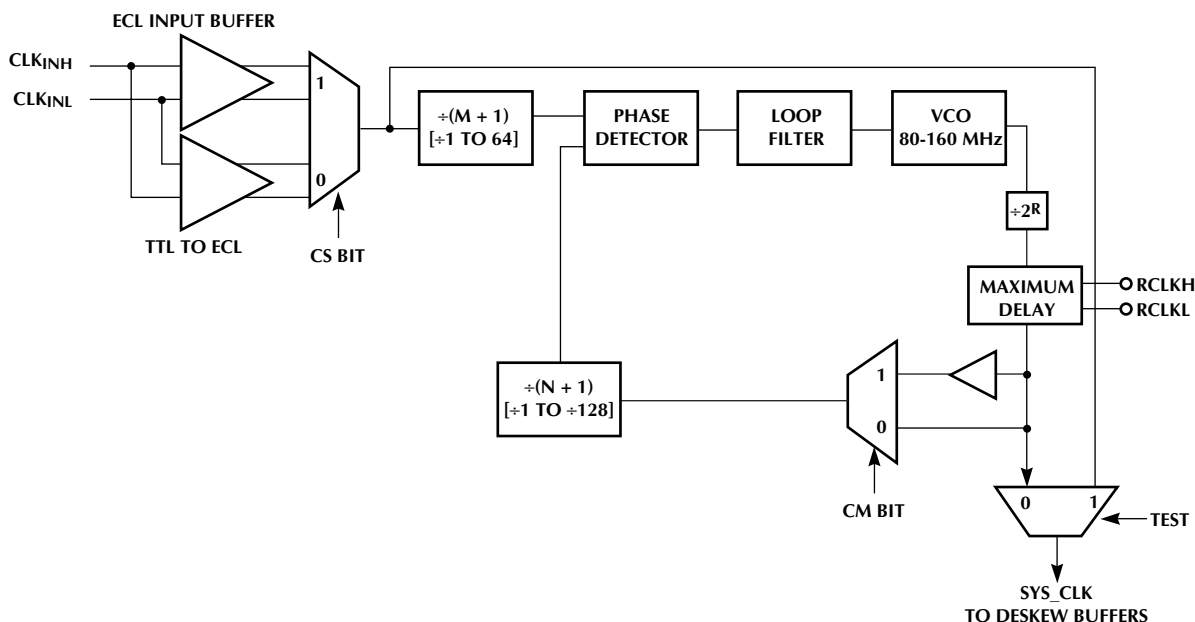 ECL INPUT BUFFER
CLKINH
CLKINL
1
0
TTL TO ECL
CS BIT
÷(M + 1)
[÷1 TO 64]
PHASE
DETECTOR
LOOP
FILTER
VCO
80-160 MHz
÷2R
MAXIMUM
DELAY
RCLKH
RCLKL
÷(N + 1)
[÷1 TO ÷128]
1
0
CM BIT
0 1
TEST
SYS_CLK
TO DESKEW BUFFERS